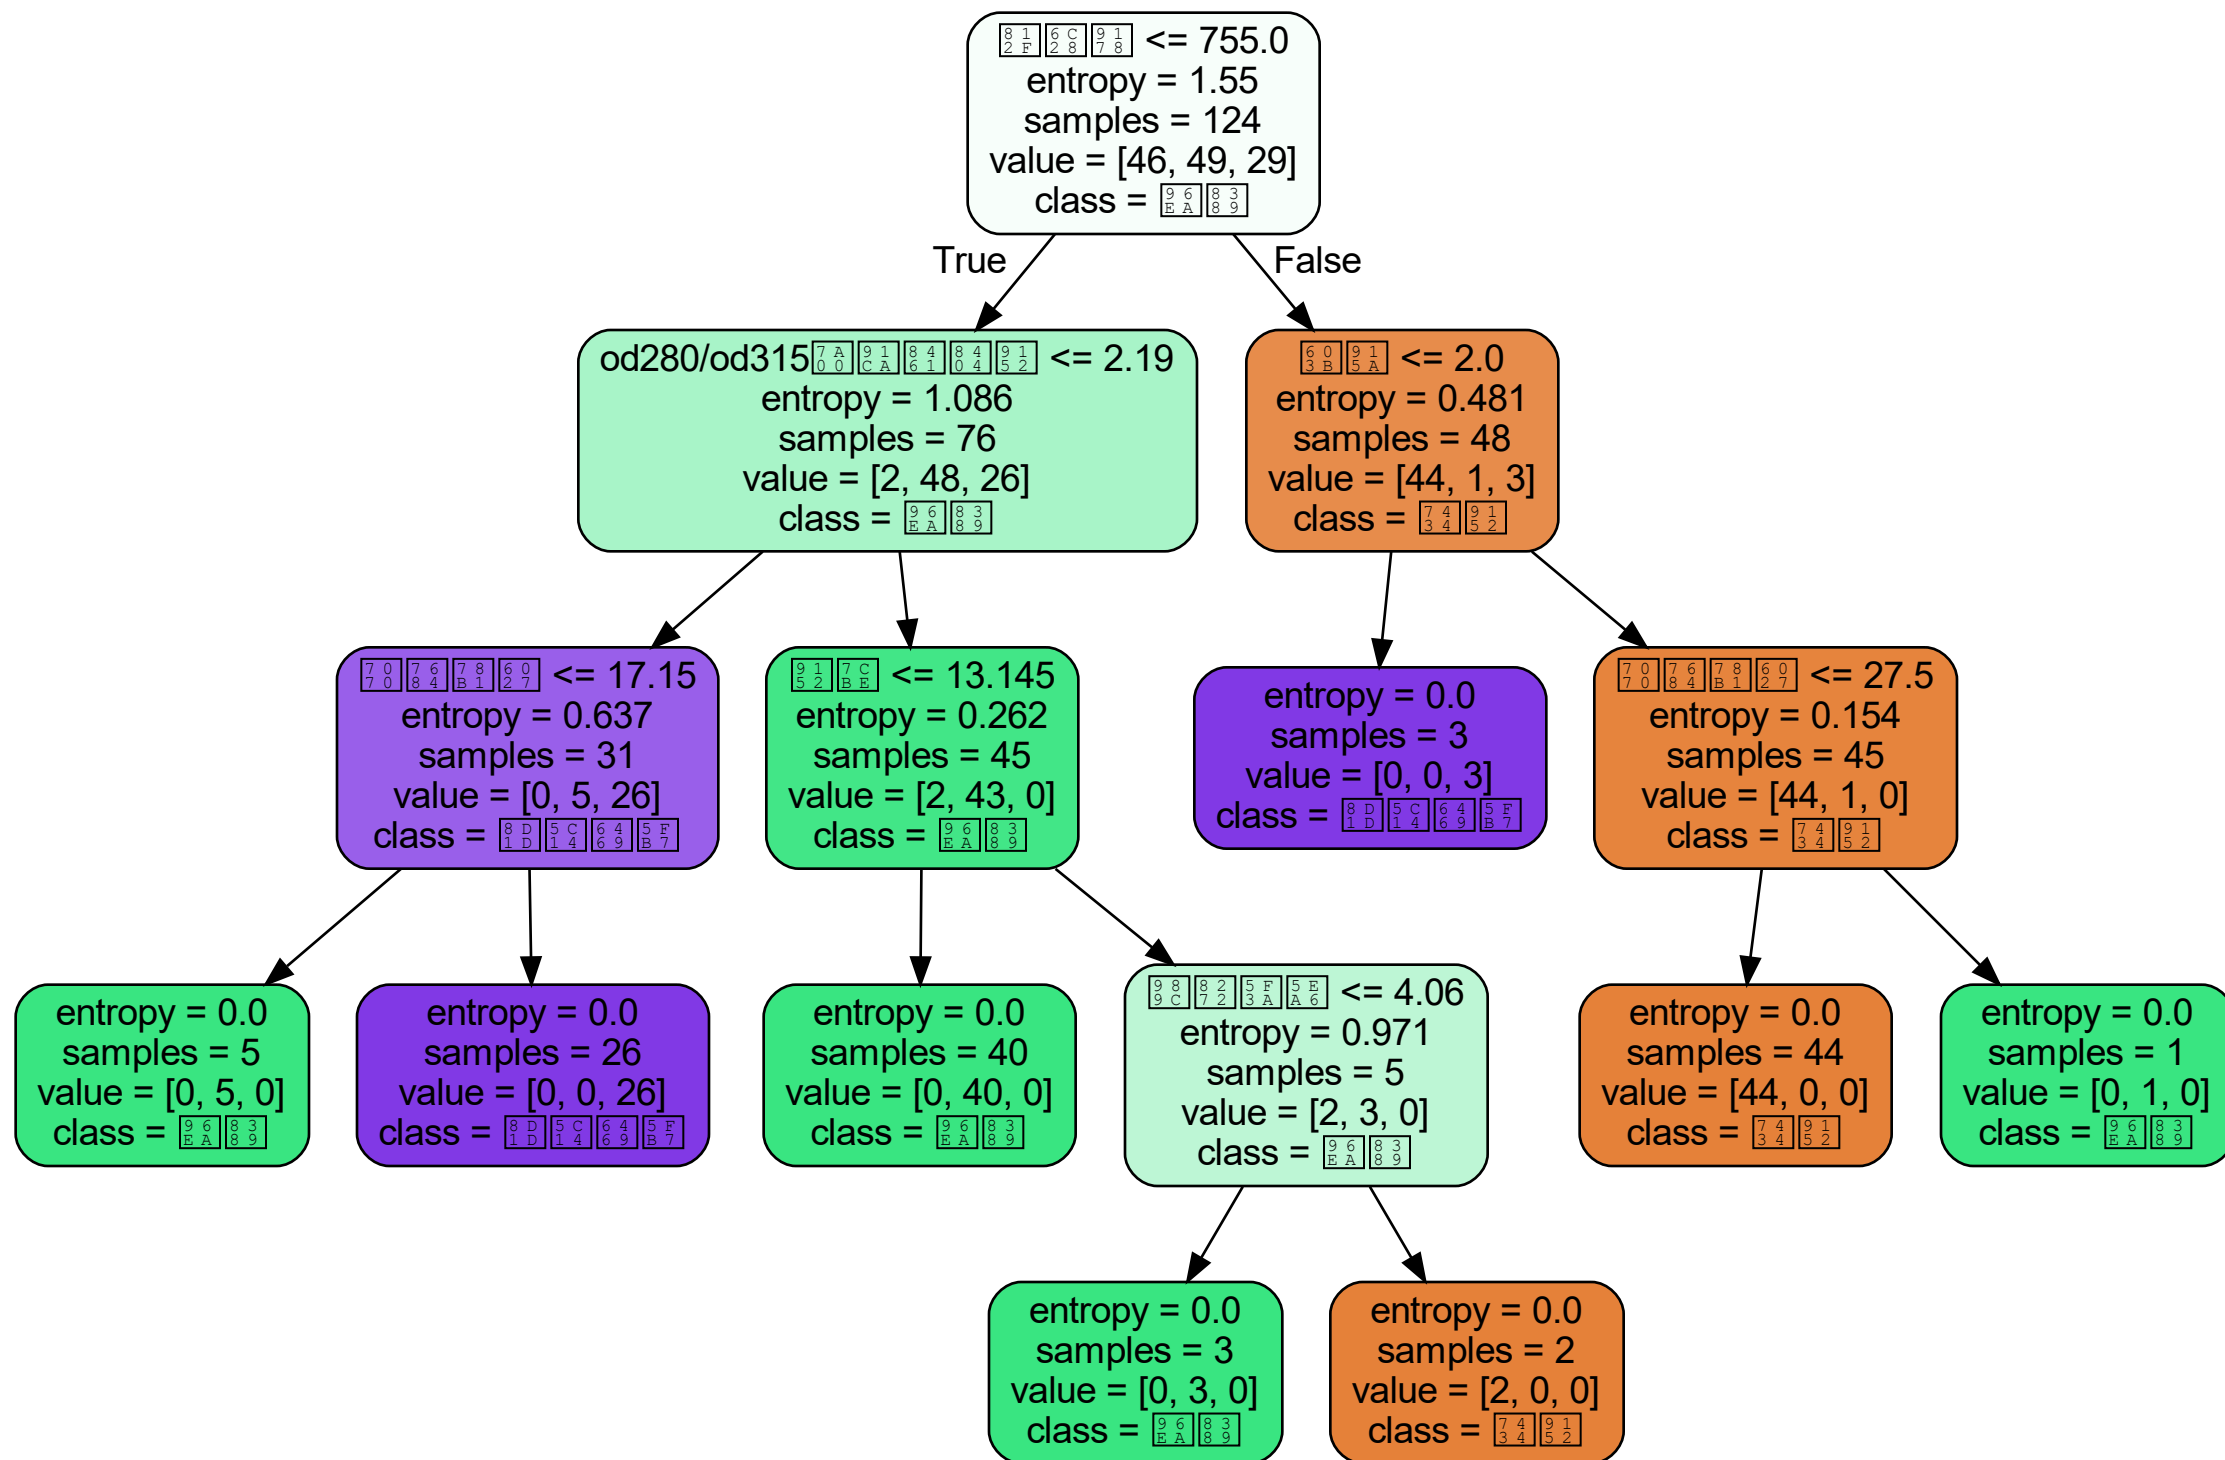 <= 755.0
entropy = 1.55
samples = 124
value = [46, 49, 29]
class =
True
False
od280/od315 <= 2.19
entropy = 1.086
samples = 76
value = [2, 48, 26]
class =
<= 2.0
entropy = 0.481
samples = 48
value = [44, 1, 3]
class =
<= 17.15
entropy = 0.637
samples = 31
value = [0, 5, 26]
class =
<= 13.145
entropy = 0.262
samples = 45
value = [2, 43, 0]
class =
entropy = 0.0
samples = 3
value = [0, 0, 3]
class =
<= 27.5
entropy = 0.154
samples = 45
value = [44, 1, 0]
class =
entropy = 0.0
samples = 5
value = [0, 5, 0]
class =
entropy = 0.0
samples = 26
value = [0, 0, 26]
class =
entropy = 0.0
samples = 40
value = [0, 40, 0]
class =
<= 4.06
entropy = 0.971
samples = 5
value = [2, 3, 0]
class =
entropy = 0.0
samples = 44
value = [44, 0, 0]
class =
entropy = 0.0
samples = 1
value = [0, 1, 0]
class =
entropy = 0.0
samples = 3
value = [0, 3, 0]
class =
entropy = 0.0
samples = 2
value = [2, 0, 0]
class =